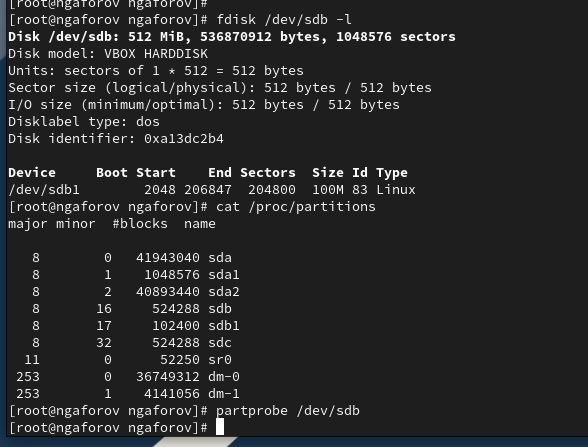 [root@ngaforov ngaforov]#
[root@ngaforov ngaforov]# fdisk /dev/sdb -l
Disk /dev/sdb: 512 MiB, 536870912 bytes, 1048576 sectors
Disk model: VBOX HARDDISK
Units: sectors of 1 * 512 = 512 bytes
Sector size (logical/physical): 512 bytes / 512 bytes
I/O size (minimum/optimal): 512 bytes / 512 bytes
Disklabel type: dos
Disk identifier: 0xa13dc2b4
Device     Boot Start    End Sectors  Size Id Type
/dev/sdb1        2048 206847  204800  100M 83 Linux
[root@ngaforov ngaforov]# cat /proc/partitions
major minor  #blocks  name
   8        0   41943040 sda
   8        1    1048576 sda1
   8        2   40893440 sda2
   8       16     524288 sdb
   8       17     102400 sdb1
   8       32     524288 sdc
  11        0      52250 sr0
 253        0   36749312 dm-0
 253        1    4141056 dm-1
[root@ngaforov ngaforov]# partprobe /dev/sdb
[root@ngaforov ngaforov]#